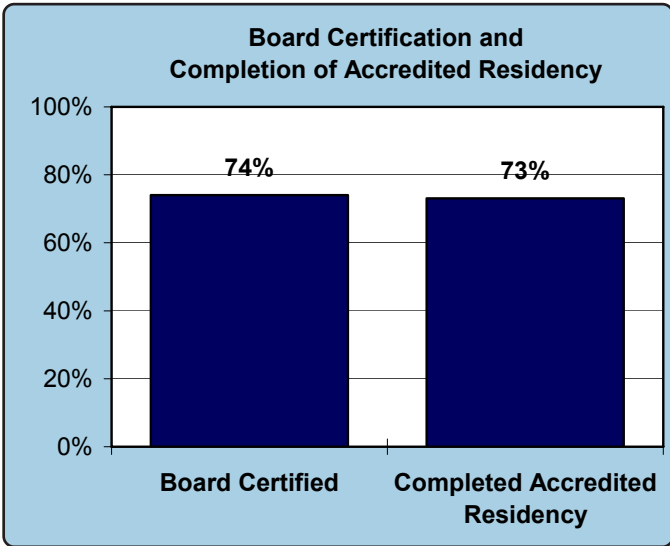 Board Certification and
Completion of Accredited Residency
100%
80%
60%
40%
20%
0%
74%
73%
Board Certified
Completed Accredited
Residency